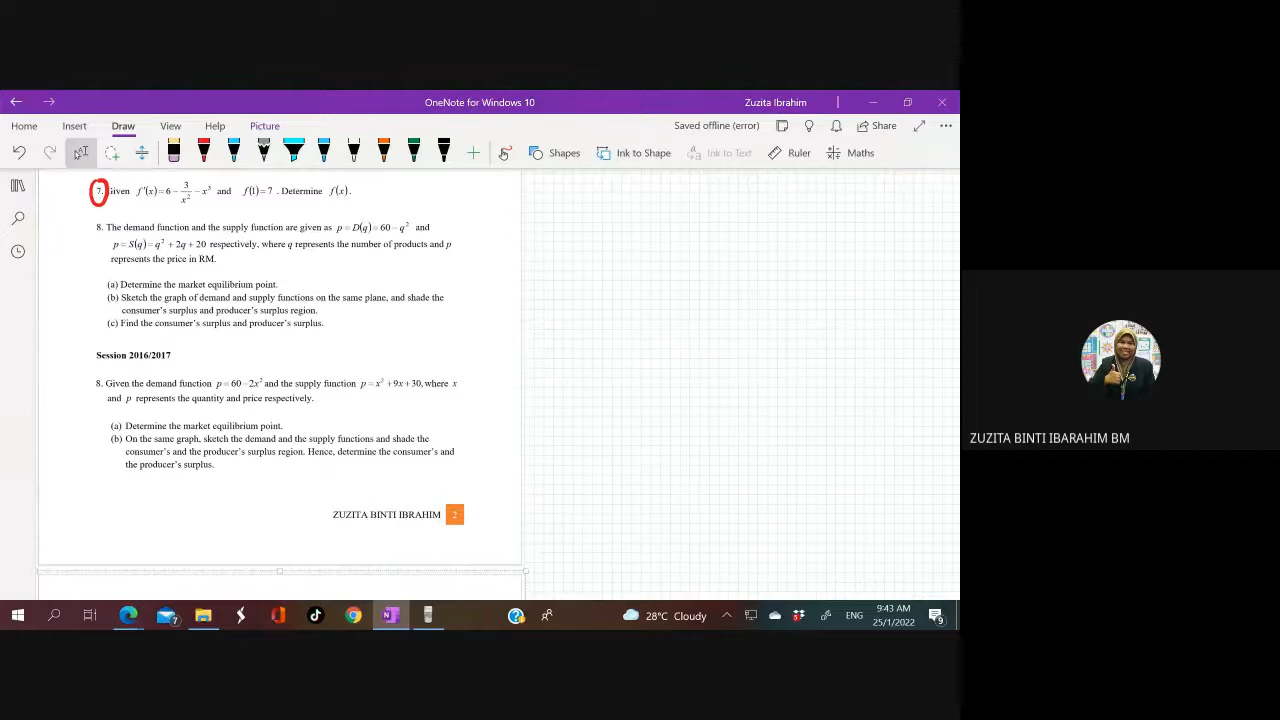 OneNote for Windows 10
Zuzita Ibrahim
Home Insert Draw View Help Picture
Saved offline (error) Share
Shapes Ink to Shape Ink to Text Ruler Maths
7. Given f'(x) = 6 − 3/x² − x³ and f(1) = 7 . Determine f(x).
8. The demand function and the supply function are given as p = D(q) = 60 − q² and
p = S(q) = q² + 2q + 20 respectively, where q represents the number of products and p
represents the price in RM.
(a) Determine the market equilibrium point.
(b) Sketch the graph of demand and supply functions on the same plane, and shade the
consumer's surplus and producer's surplus region.
(c) Find the consumer's surplus and producer's surplus.
Session 2016/2017
8. Given the demand function p = 60 − 2x² and the supply function p = x² + 9x + 30, where x
and p represents the quantity and price respectively.
(a) Determine the market equilibrium point.
(b) On the same graph, sketch the demand and the supply functions and shade the
consumer's and the producer's surplus region. Hence, determine the consumer's and
the producer's surplus.
ZUZITA BINTI IBRAHIM 2
ZUZITA BINTI IBARAHIM BM
7
28°C Cloudy
5
ENG
9:43 AM
25/1/2022
9